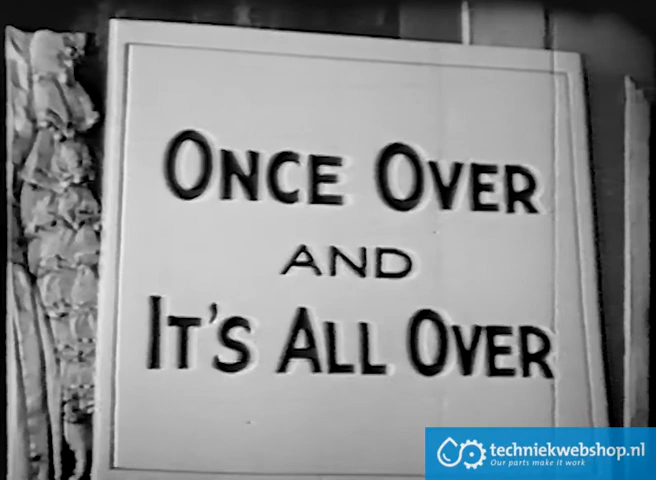 ONCE OVER
AND
IT'S ALL OVER
techniekwebshop.nl
Our parts make it work